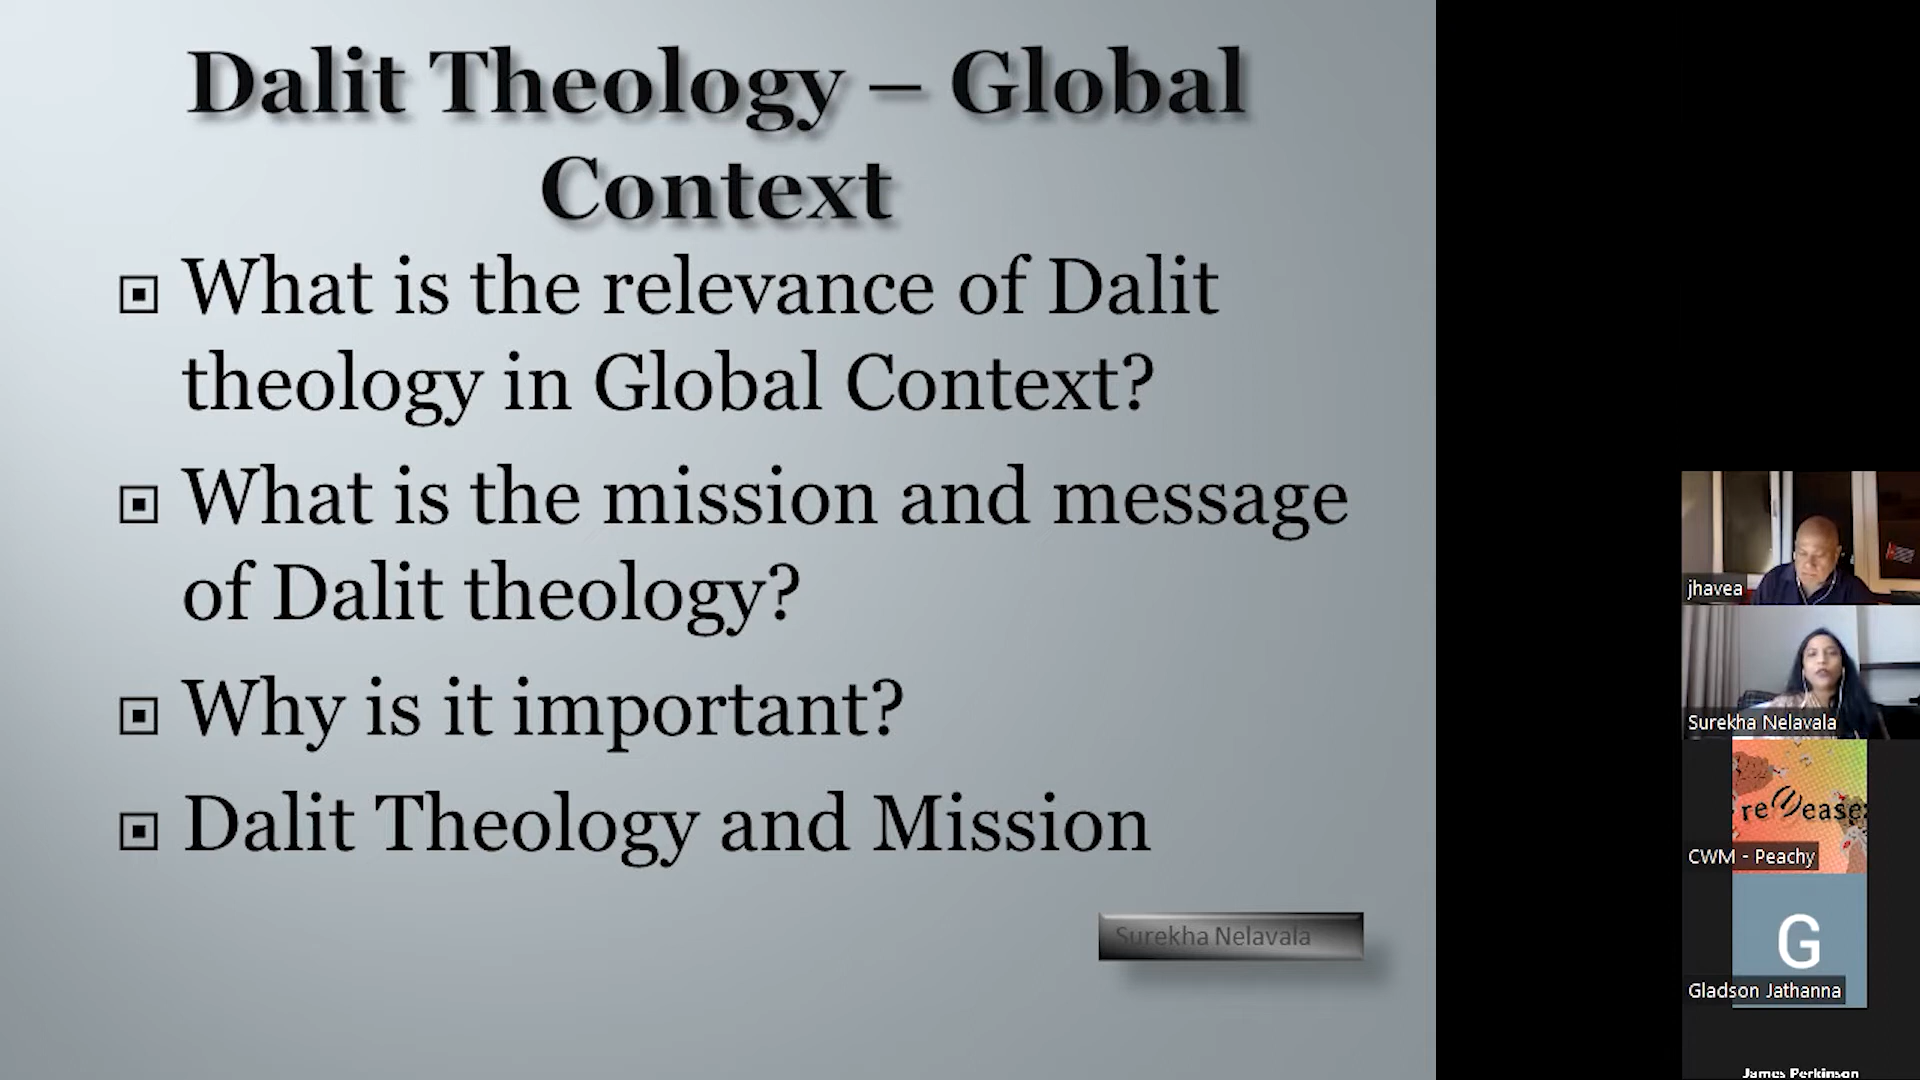 Dalit Theology – Global
Context
What is the relevance of Dalit
theology in Global Context?
What is the mission and message
of Dalit theology?
Why is it important?
Dalit Theology and Mission
Surekha Nelavala
jhavea
Surekha Nelavala
CWM - Peachy
Gladson Jathanna
G
James Perkinson